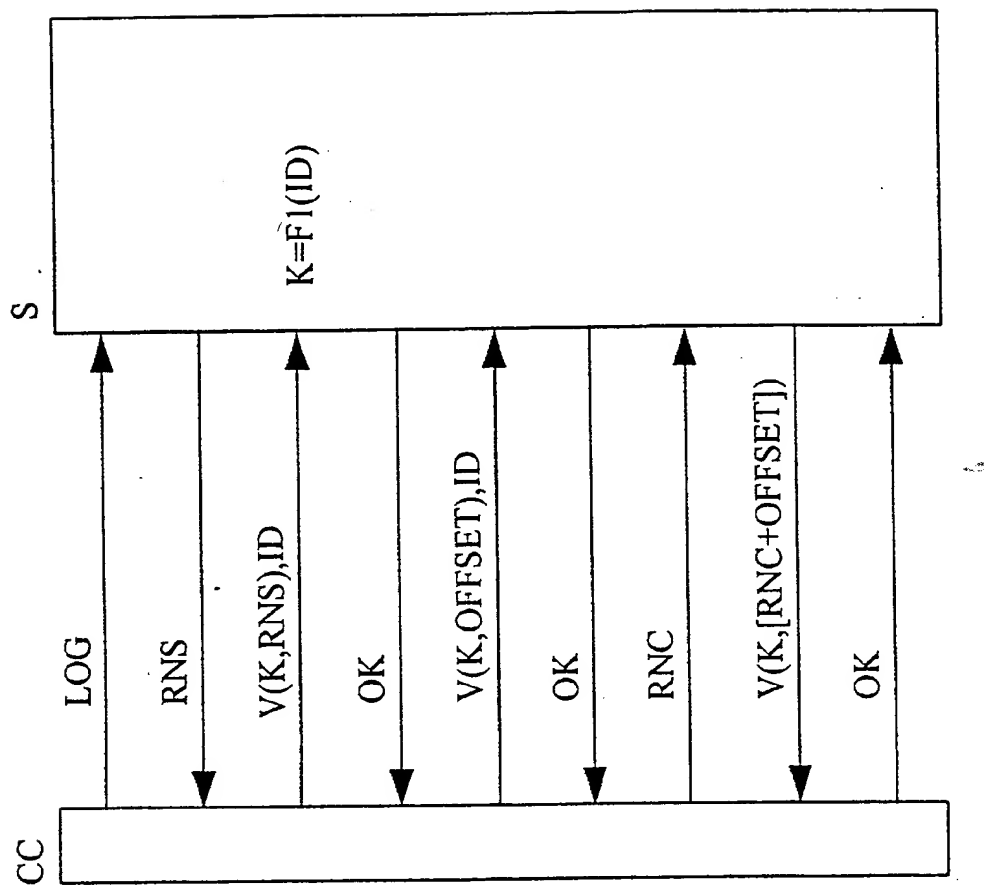 CC
S
LOG
RNS
V(K,RNS),ID
K=F1(ID)
OK
V(K,OFFSET),ID
OK
RNC
V(K,[RNC+OFFSET])
OK